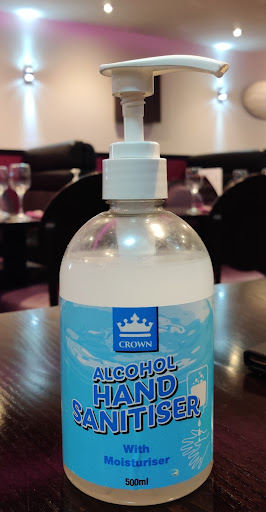 CROWN
ALCOHOL
HAND
SANITISER
With
Moisturiser
500ml